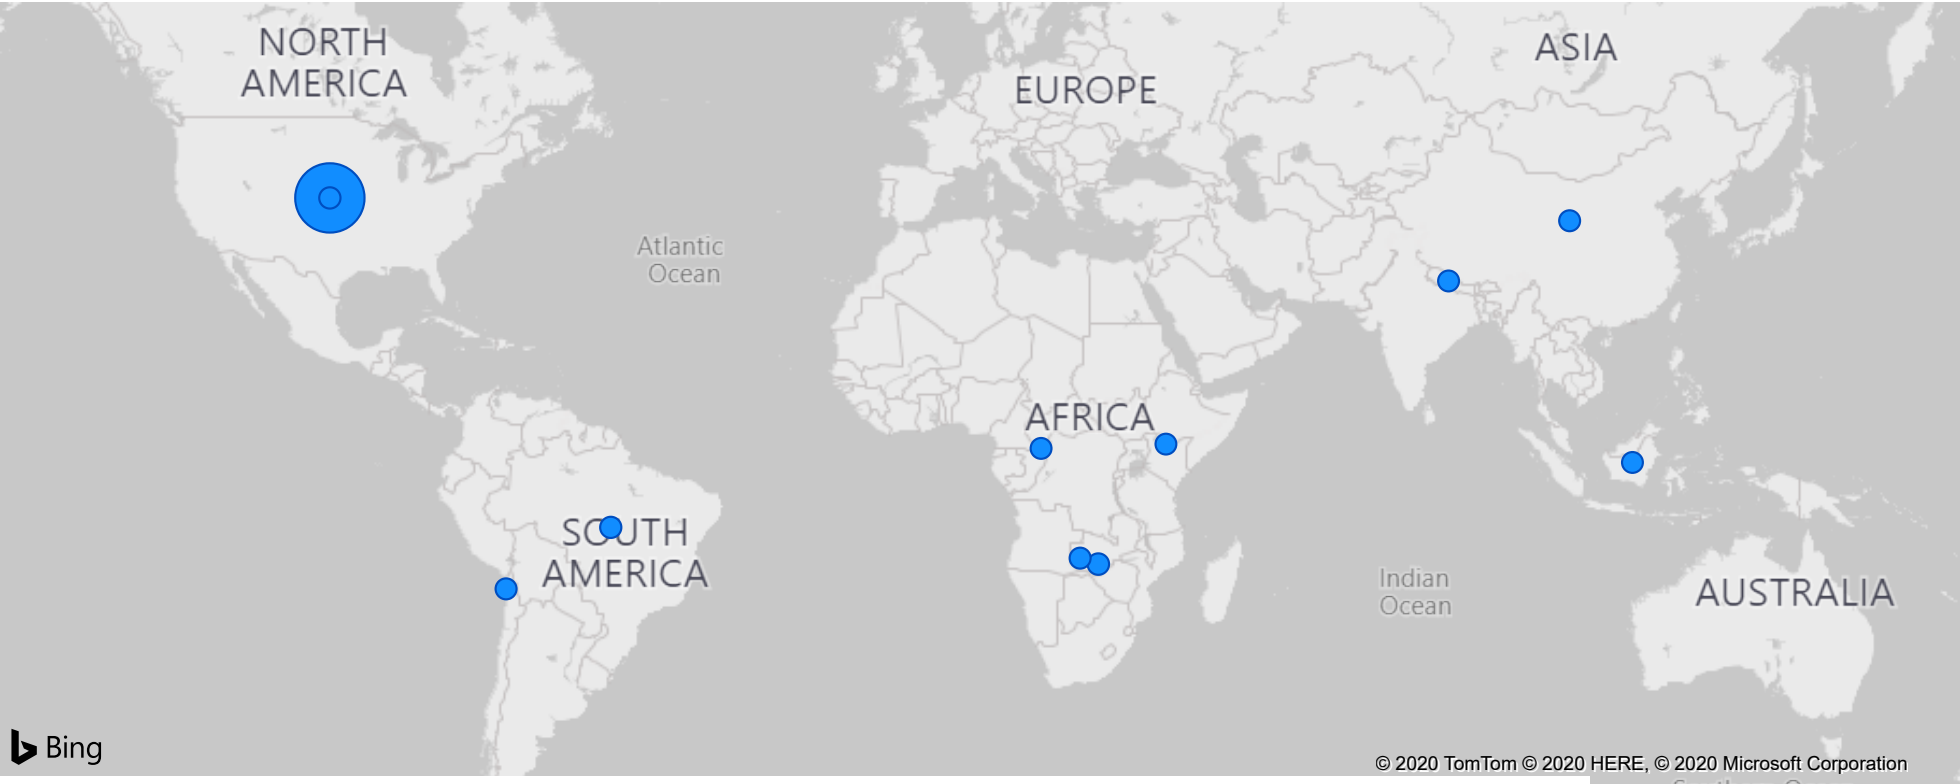 NORTH
AMERICA
EUROPE
ASIA
Atlantic
Ocean
AFRICA
SOUTH
AMERICA
Indian
Ocean
AUSTRALIA
Bing
© 2020 TomTom © 2020 HERE, © 2020 Microsoft Corporation